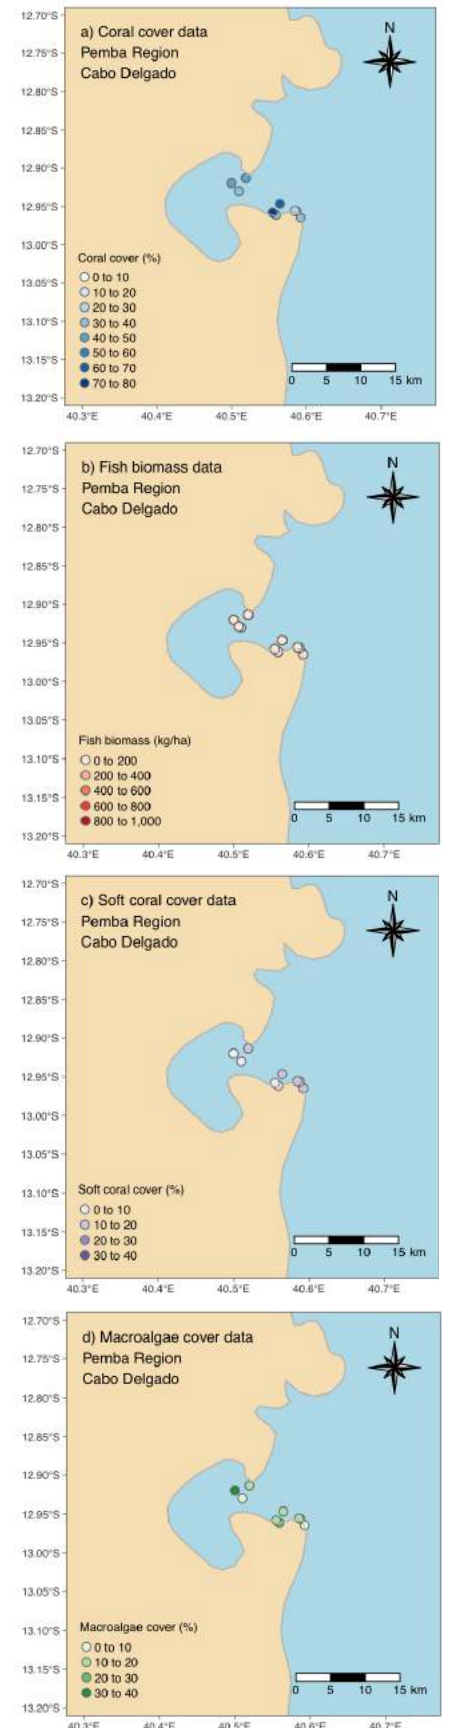 a) Coral cover data
Pemba Region
Cabo Delgado
N
12.70°S
12.75°S
12.80°S
12.85°S
12.90°S
12.95°S
13.00°S
13.05°S
13.10°S
13.15°S
13.20°S
Coral cover (%)
0 to 10
10 to 20
20 to 30
30 to 40
40 to 50
50 to 60
60 to 70
70 to 80
0 5 10 15 km
40.3°E 40.4°E 40.5°E 40.6°E 40.7°E
b) Fish biomass data
Pemba Region
Cabo Delgado
N
12.70°S
12.75°S
12.80°S
12.85°S
12.90°S
12.95°S
13.00°S
13.05°S
13.10°S
13.15°S
13.20°S
Fish biomass (kg/ha)
0 to 200
200 to 400
400 to 600
600 to 800
800 to 1,000
0 5 10 15 km
40.3°E 40.4°E 40.5°E 40.6°E 40.7°E
c) Soft coral cover data
Pemba Region
Cabo Delgado
N
12.70°S
12.75°S
12.80°S
12.85°S
12.90°S
12.95°S
13.00°S
13.05°S
13.10°S
13.15°S
13.20°S
Soft coral cover (%)
0 to 10
10 to 20
20 to 30
30 to 40
0 5 10 15 km
40.3°E 40.4°E 40.5°E 40.6°E 40.7°E
d) Macroalgae cover data
Pemba Region
Cabo Delgado
N
12.70°S
12.75°S
12.80°S
12.85°S
12.90°S
12.95°S
13.00°S
13.05°S
13.10°S
13.15°S
13.20°S
Macroalgae cover (%)
0 to 10
10 to 20
20 to 30
30 to 40
0 5 10 15 km
40.3°E 40.4°E 40.5°E 40.6°E 40.7°E